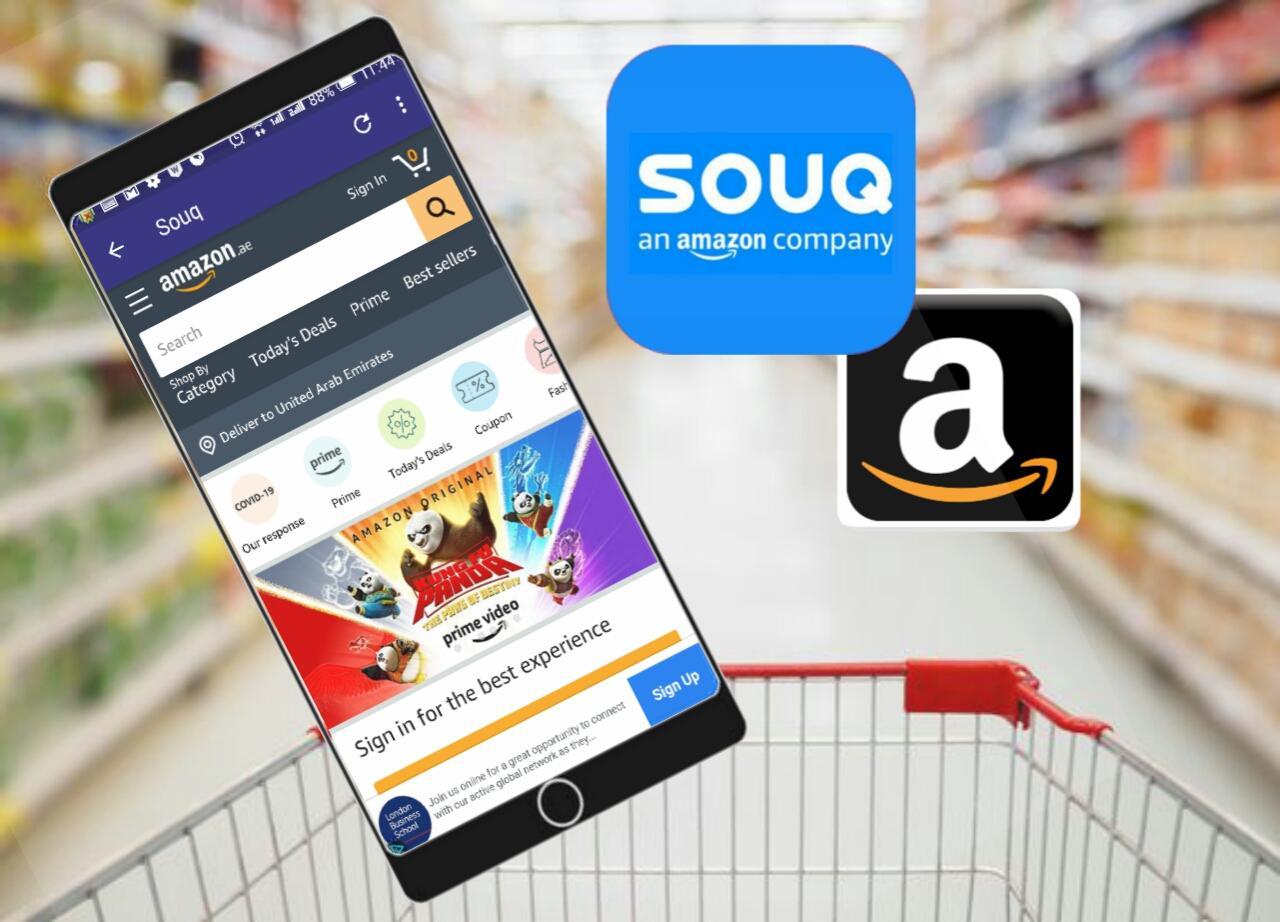 88% 11:44
Souq
amazon.ae
Sign In
0
Search
Shop By
Category
Today's Deals
Prime
Best sellers
Deliver to United Arab Emirates
COVID-19
Our response
prime
Prime
Today's Deals
%
Coupon
Fash
AMAZON ORIGINAL
KUNG FU
PANDA
THE PAWS OF DESTINY
prime video
Sign in for the best experience
London
Business
School
Join us online for a great opportunity to connect
with our active global network as they...
Sign Up
SOUQ
an amazon company
a